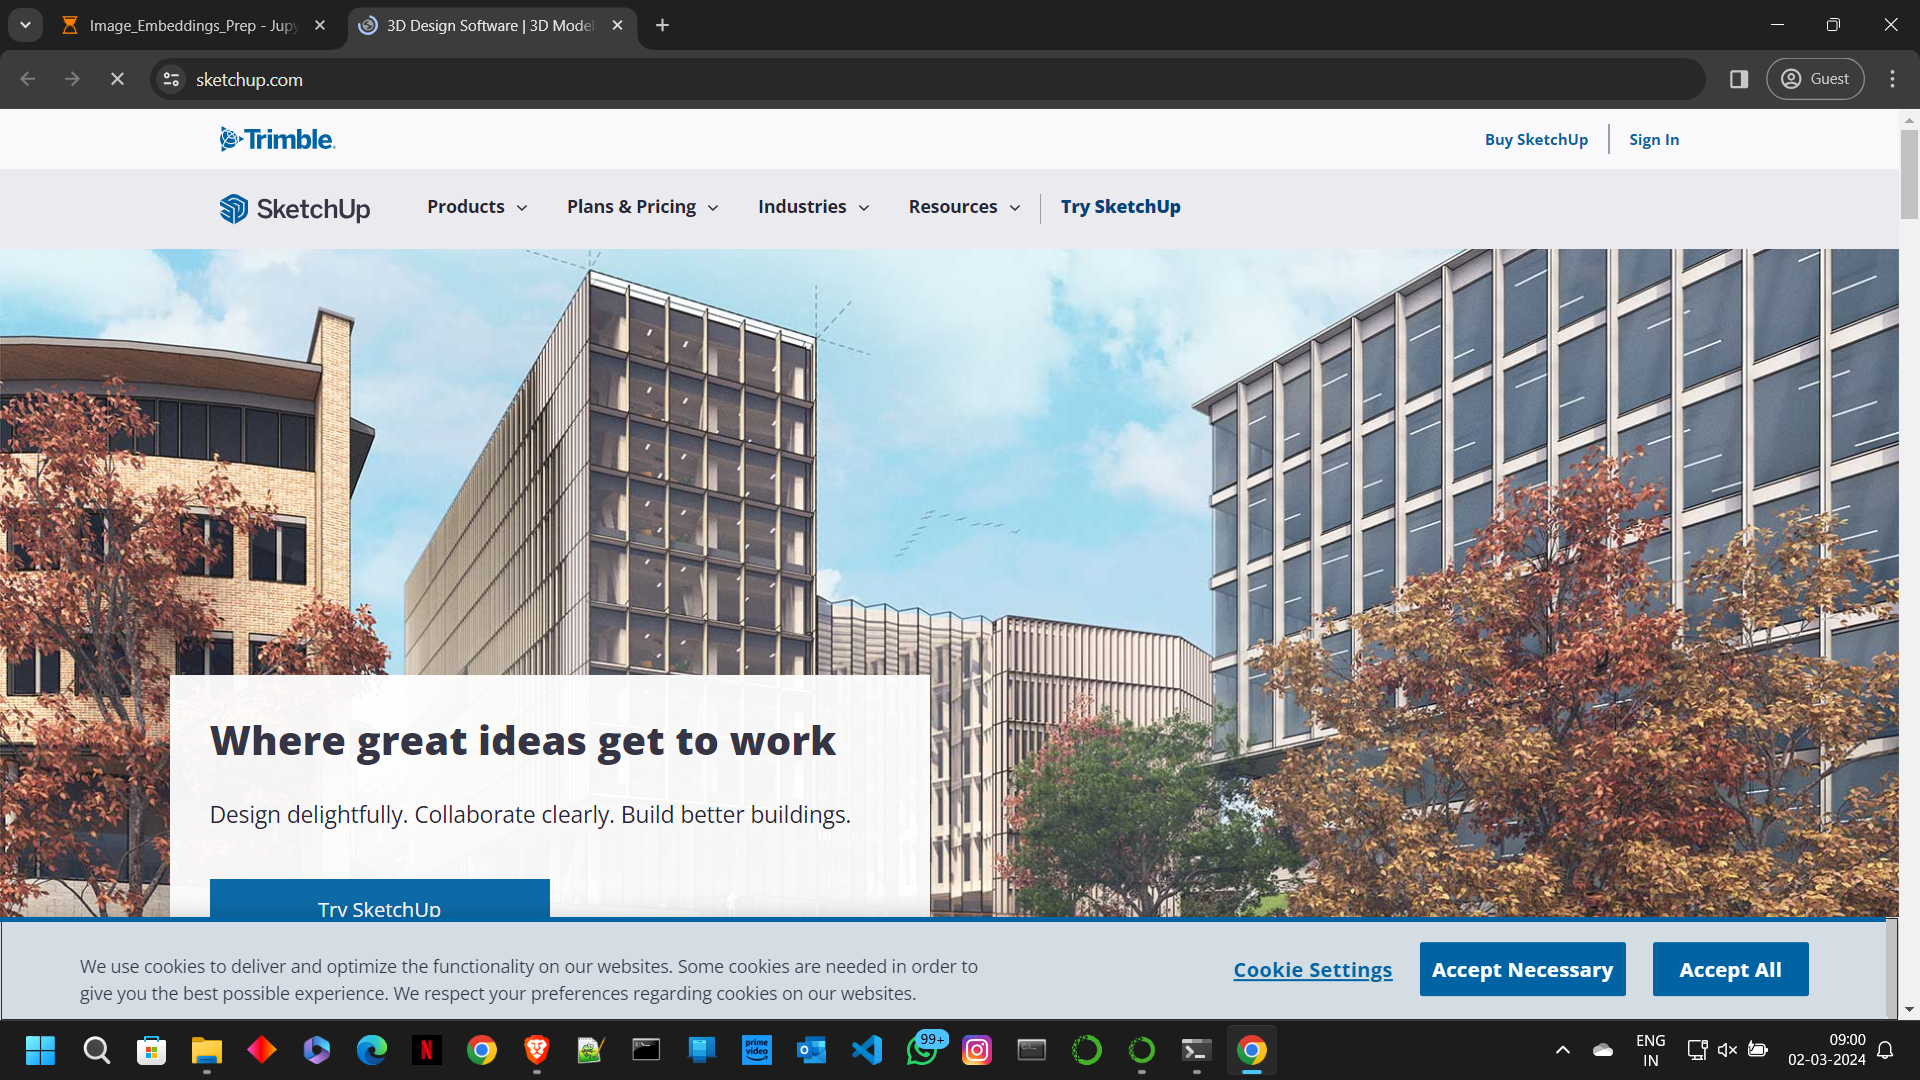 Image_Embeddings_Prep - Jupy
3D Design Software | 3D Model
sketchup.com
Guest
Trimble
Buy SketchUp
Sign In
SketchUp
Products
Plans & Pricing
Industries
Resources
Try SketchUp
Where great ideas get to work
Design delightfully. Collaborate clearly. Build better buildings.
Try SketchUp
We use cookies to deliver and optimize the functionality on our websites. Some cookies are needed in order to
give you the best possible experience. We respect your preferences regarding cookies on our websites.
Cookie Settings
Accept Necessary
Accept All
N
prime
video
99+
ENG
IN
09:00
02-03-2024